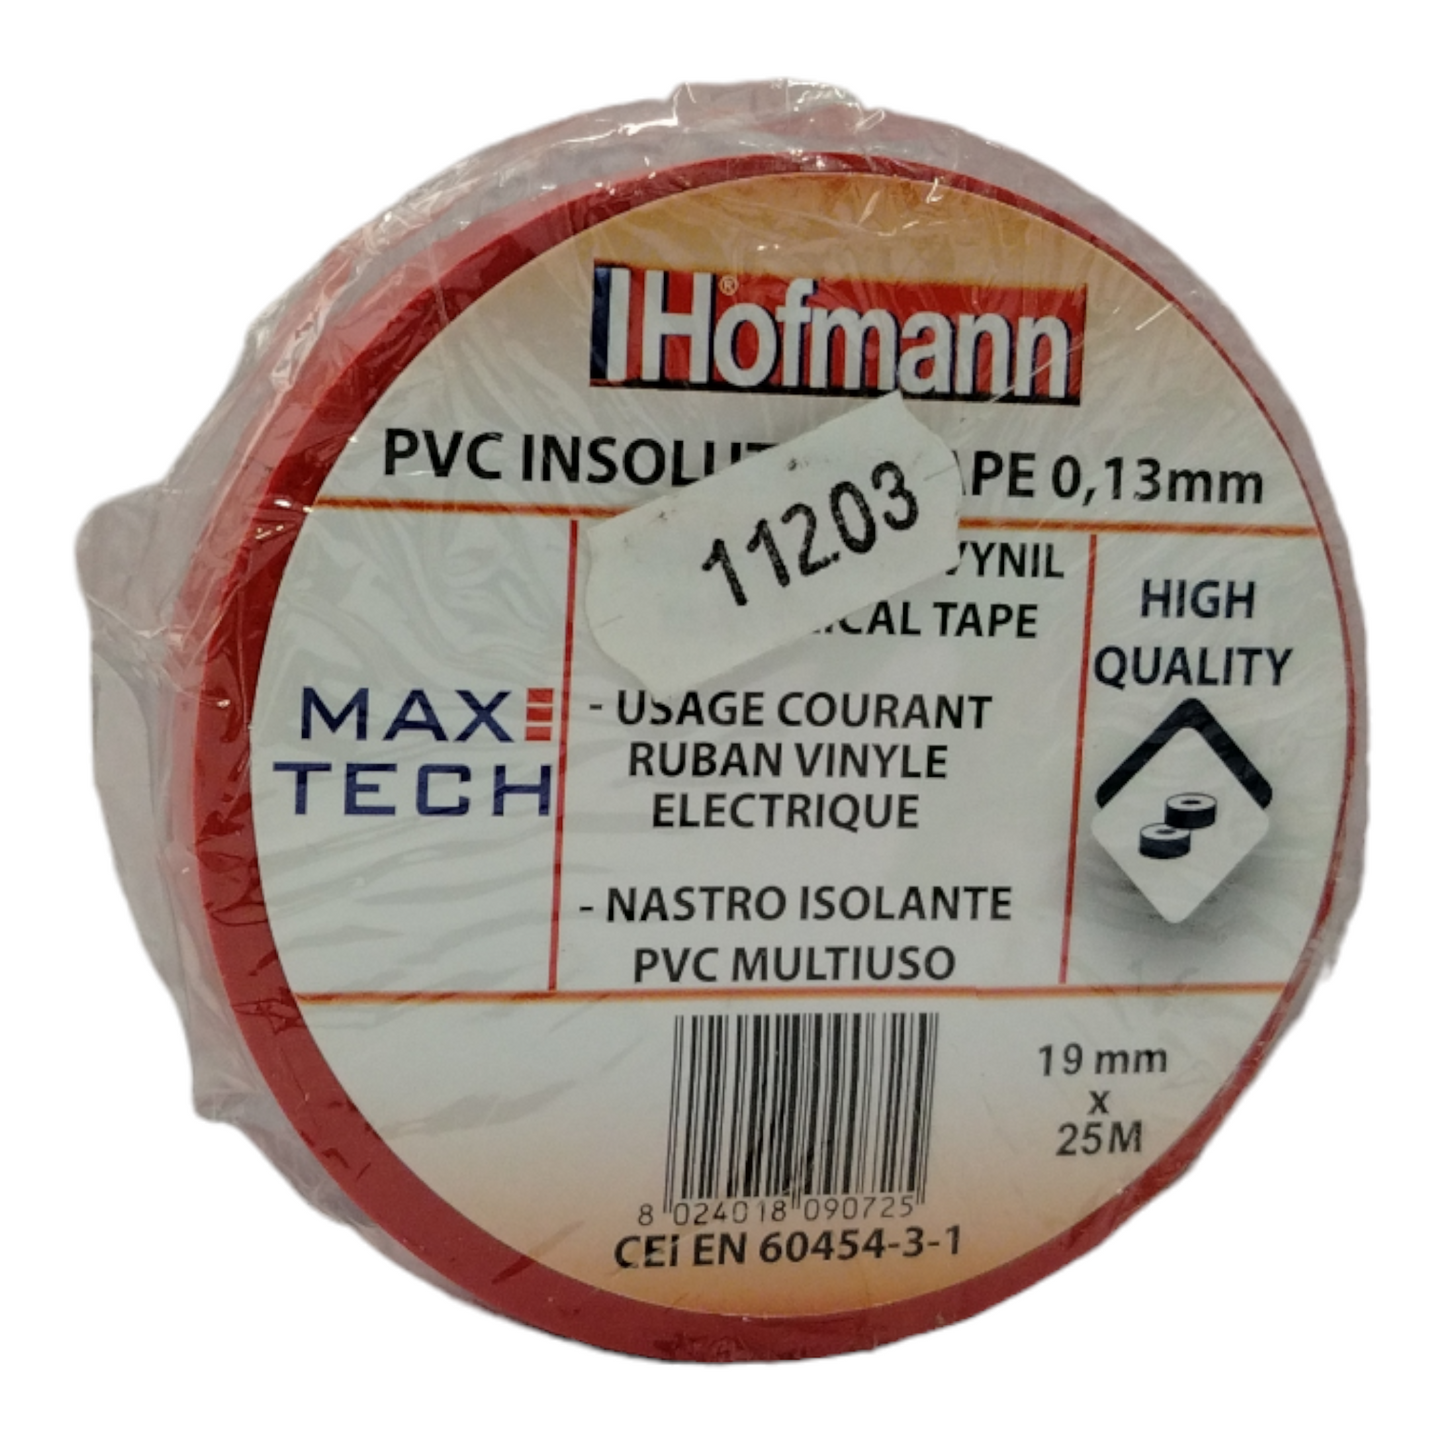 Hofmann®
PVC INSOLUT APE 0,13mm
11203
VYNIL
ICAL TAPE
HIGH
QUALITY
MAX
TECH
- USAGE COURANT
RUBAN VINYLE
ELECTRIQUE
- NASTRO ISOLANTE
PVC MULTIUSO
19 mm
x
25M
8 024018 090725
CEI EN 60454-3-1